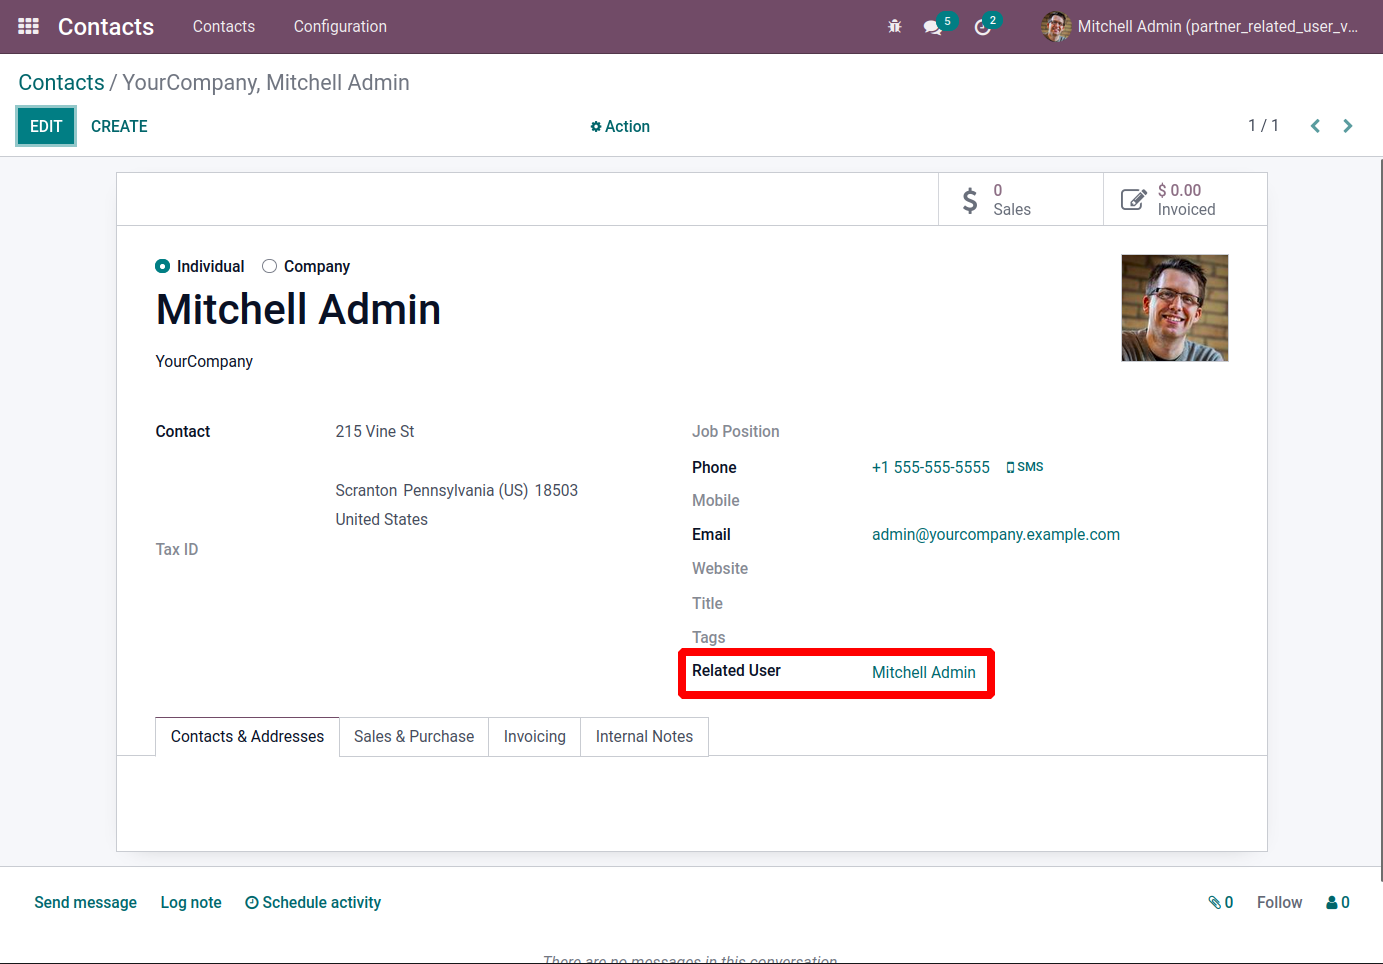 Contacts Contacts Configuration 5 2 Mitchell Admin (partner_related_user_v...
Contacts / YourCompany, Mitchell Admin
EDIT CREATE Action 1 / 1
0 $ 0.00
Sales Invoiced
Individual Company
Mitchell Admin
YourCompany
Contact 215 Vine St Job Position
Phone +1 555-555-5555 SMS
Scranton Pennsylvania (US) 18503 Mobile
United States Email admin@yourcompany.example.com
Tax ID Website
Title
Tags
Related User Mitchell Admin
Contacts & Addresses Sales & Purchase Invoicing Internal Notes
Send message Log note Schedule activity 0 Follow 0
There are no messages in this conversation.